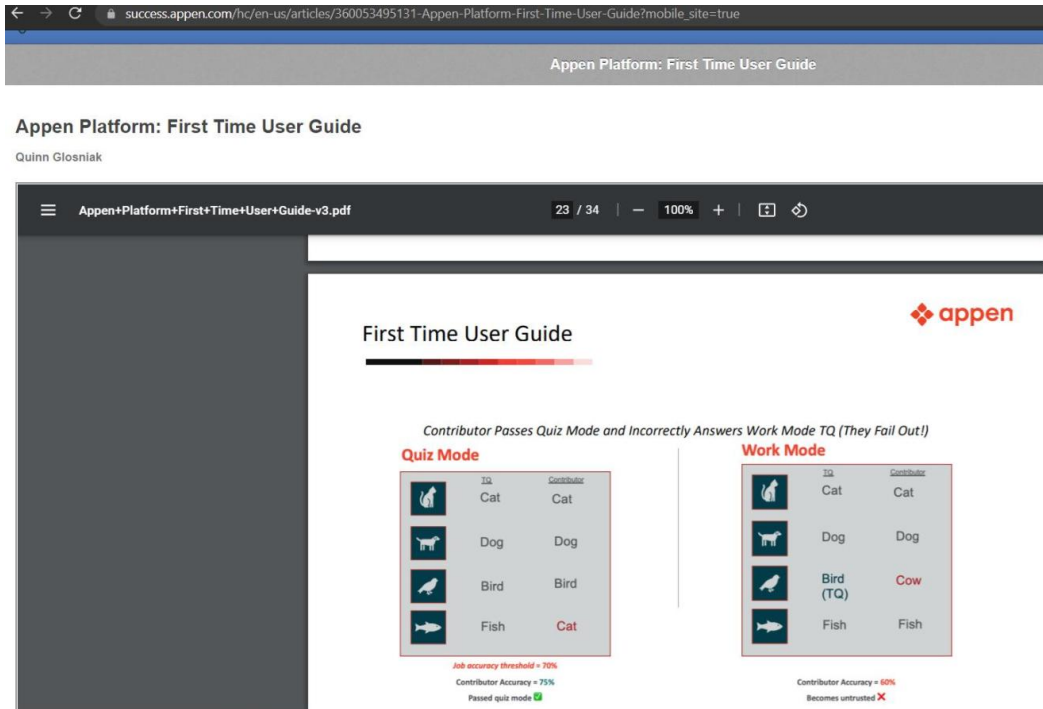 success.appen.com/hc/en-us/articles/360053495131-Appen-Platform-First-Time-User-Guide?mobile_site=true
Appen Platform: First Time User Guide
Appen Platform: First Time User Guide
Quinn Glosniak
Appen+Platform+First+Time+User+Guide-v3.pdf 23 / 34 | − 100% + |
appen
First Time User Guide
Contributor Passes Quiz Mode and Incorrectly Answers Work Mode TQ (They Fail Out!)
Quiz Mode
TQ Contributor
Cat Cat
Dog Dog
Bird Bird
Fish Cat
Job accuracy threshold = 70%
Contributor Accuracy = 75%
Passed quiz mode ✅
Work Mode
TQ Contributor
Cat Cat
Dog Dog
Bird Cow
(TQ)
Fish Fish
Contributor Accuracy = 60%
Becomes untrusted ❌